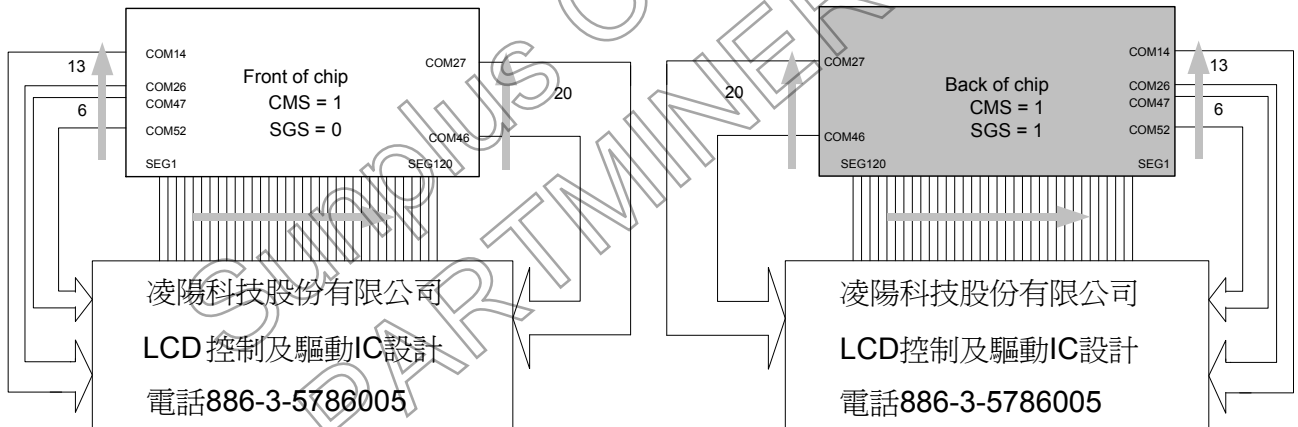 COM14
13
COM26
COM47
6
COM52
SEG1
Front of chip
CMS = 1
SGS = 0
COM27
20
COM46
SEG120
凌陽科技股份有限公司
LCD 控制及驅動IC設計
電話886-3-5786005
COM27
20
COM46
SEG120
Back of chip
CMS = 1
SGS = 1
COM14
13
COM26
COM47
6
COM52
SEG1
凌陽科技股份有限公司
LCD控制及驅動IC設計
電話886-3-5786005
Sunplus
PARTMINER